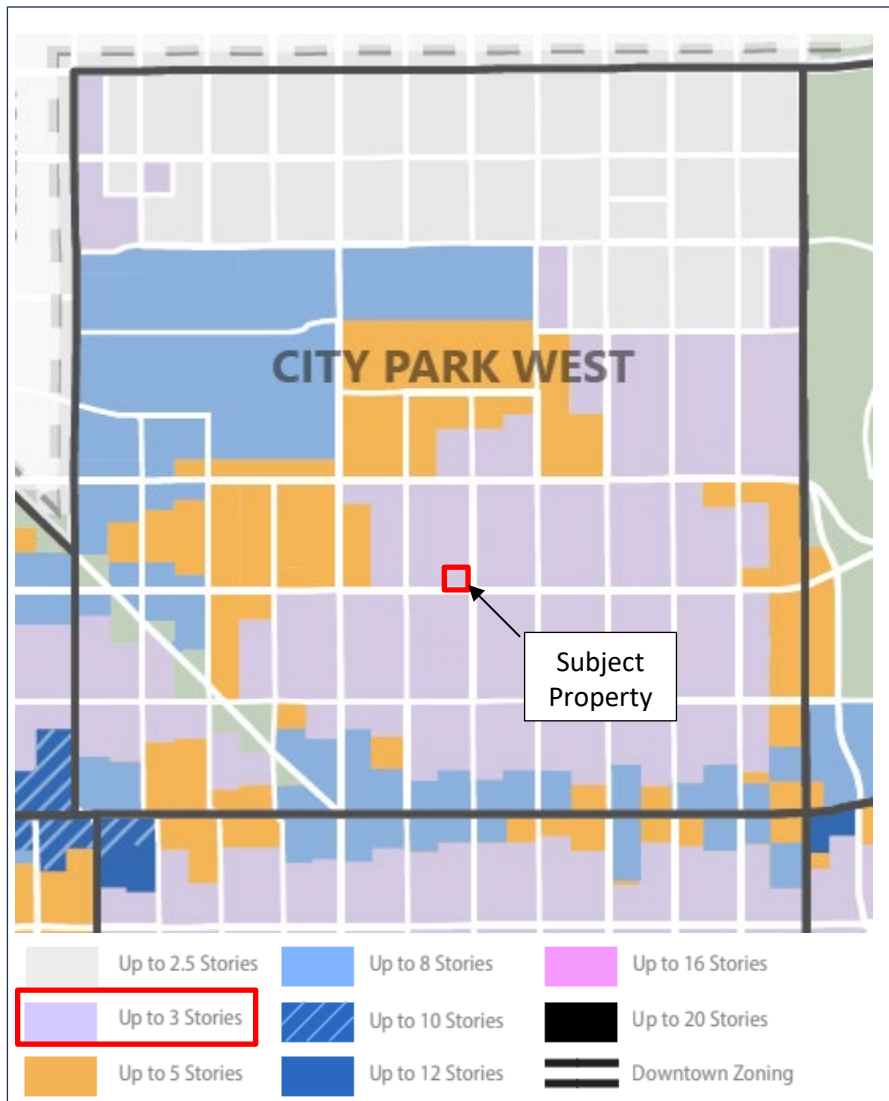 CITY PARK WEST
Subject
Property
Up to 2.5 Stories
Up to 8 Stories
Up to 16 Stories
Up to 3 Stories
Up to 10 Stories
Up to 20 Stories
Up to 5 Stories
Up to 12 Stories
Downtown Zoning